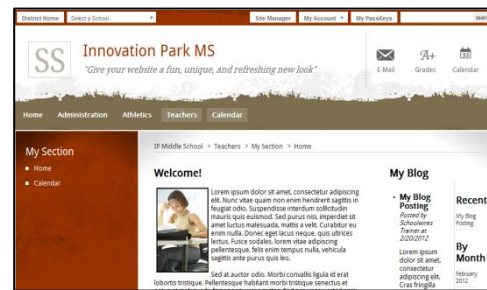 District Home Select a School... Site Manager My Account My PassKeys
SS
Innovation Park MS
"Give your website a fun, unique, and refreshing new look"
E-Mail
A+
Grades
Calendar
Home Administration Athletics Teachers Calendar
My Section
Home
Calendar
IP Middle School > Teachers > My Section > Home
Welcome!
Lorem ipsum dolor sit amet, consectetur adipiscing
elit. Nunc vitae quam non enim hendrerit sagittis in
feugiat odio. Suspendisse interdum sollicitudin
mauris quis euismod. Sed purus nisi, imperdiet sit
amet luctus malesuada, mattis a velit. Curabitur eu
enim nulla. Donec eget lacus neque, quis ultrices
lectus. Fusce sodales, lorem vitae adipiscing
pellentesque, felis enim tempus nulla, vehicula
sagittis ante purus quis leo.
Sed at auctor odio. Morbi convallis ligula id erat
lobortis tristique. Pellentesque habitant morbi tristique senectus et
My Blog
My Blog
Posting
Posted by
Schoolwires
Trainer at
2/20/2012
Lorem ipsum
dolor sit amet,
consectetur
adipiscing elit.
Cras fringilla
Recent
My Blog
Posting
By
Month
February
2012